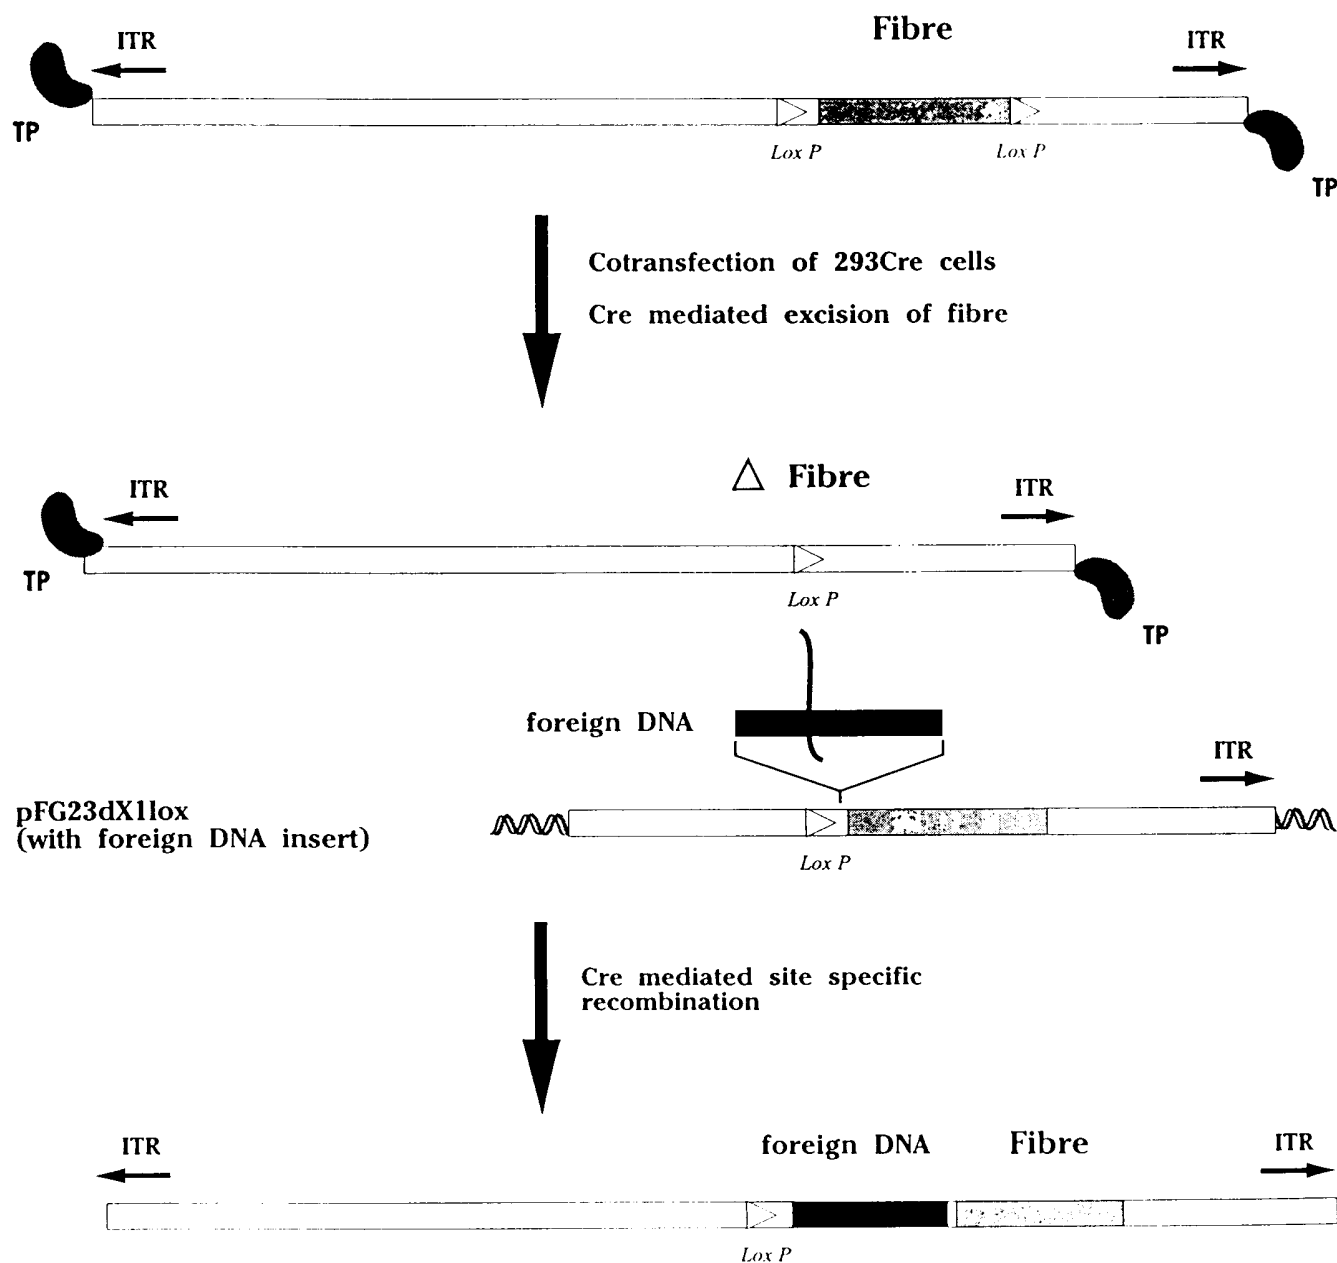 Fibre
ITR
ITR
TP
Lox P
Lox P
TP
Cotransfection of 293Cre cells
Cre mediated excision of fibre
△ Fibre
ITR
ITR
TP
Lox P
TP
foreign DNA
ITR
pFG23dX1lox
(with foreign DNA insert)
Lox P
Cre mediated site specific
recombination
ITR
foreign DNA
Fibre
ITR
Lox P